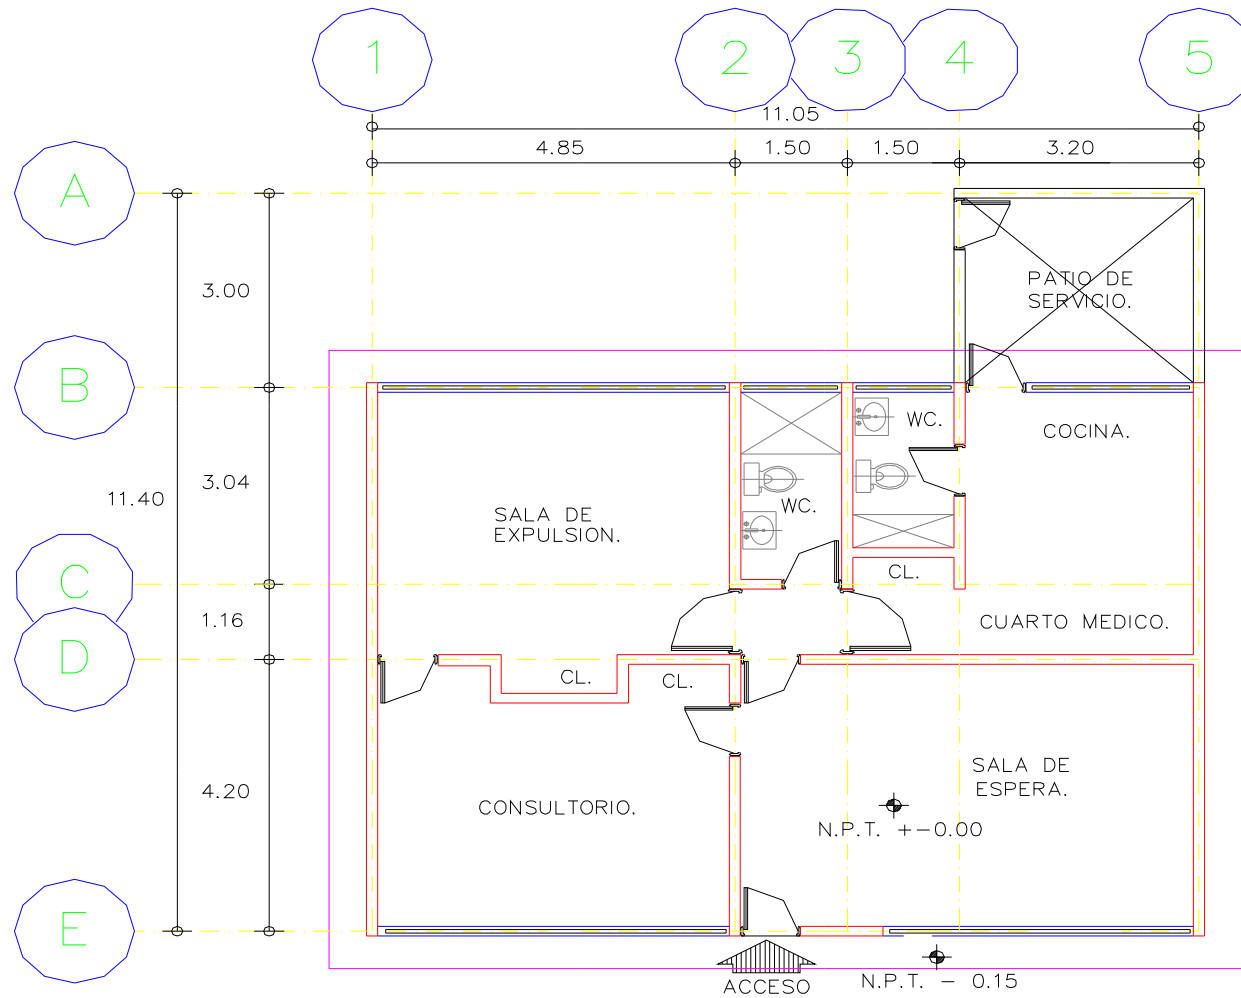 1 2 3 4 5
11.05
4.85 1.50 1.50 3.20
A
3.00
PATIO DE
SERVICIO.
B
WC.
COCINA.
3.04
11.40
SALA DE
EXPULSION.
WC.
C
CL.
1.16
CUARTO MEDICO.
D
CL.
CL.
SALA DE
ESPERA.
4.20
CONSULTORIO.
N.P.T. +-0.00
E
N.P.T. - 0.15
ACCESO